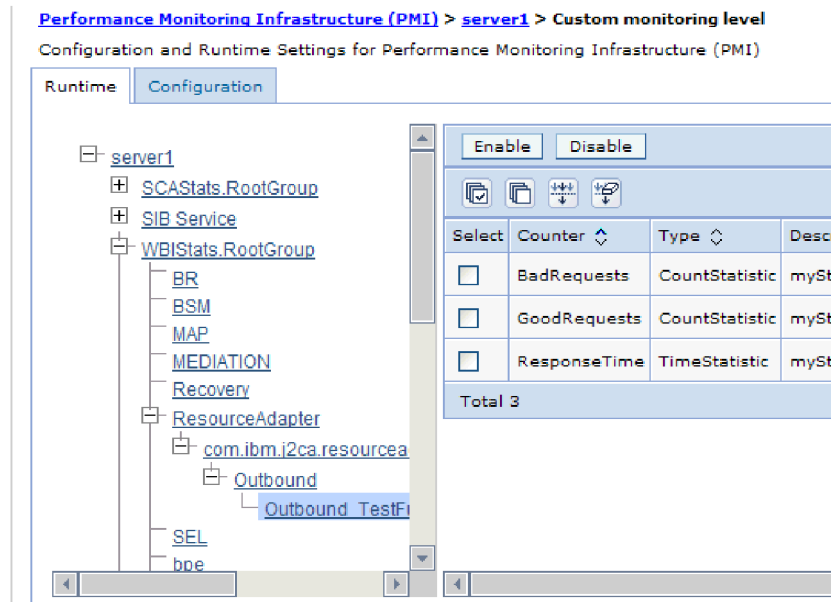 Performance Monitoring Infrastructure (PMI) > server1 > Custom monitoring level
Configuration and Runtime Settings for Performance Monitoring Infrastructure (PMI)
Runtime Configuration
server1
SCAStats.RootGroup
SIB Service
WBIStats.RootGroup
BR
BSM
MAP
MEDIATION
Recovery
ResourceAdapter
com.ibm.j2ca.resourcea
Outbound
Outbound_TestFu
SEL
bpe
Enable Disable
Select Counter Type Desc
BadRequests CountStatistic mySt
GoodRequests CountStatistic mySt
ResponseTime TimeStatistic mySt
Total 3